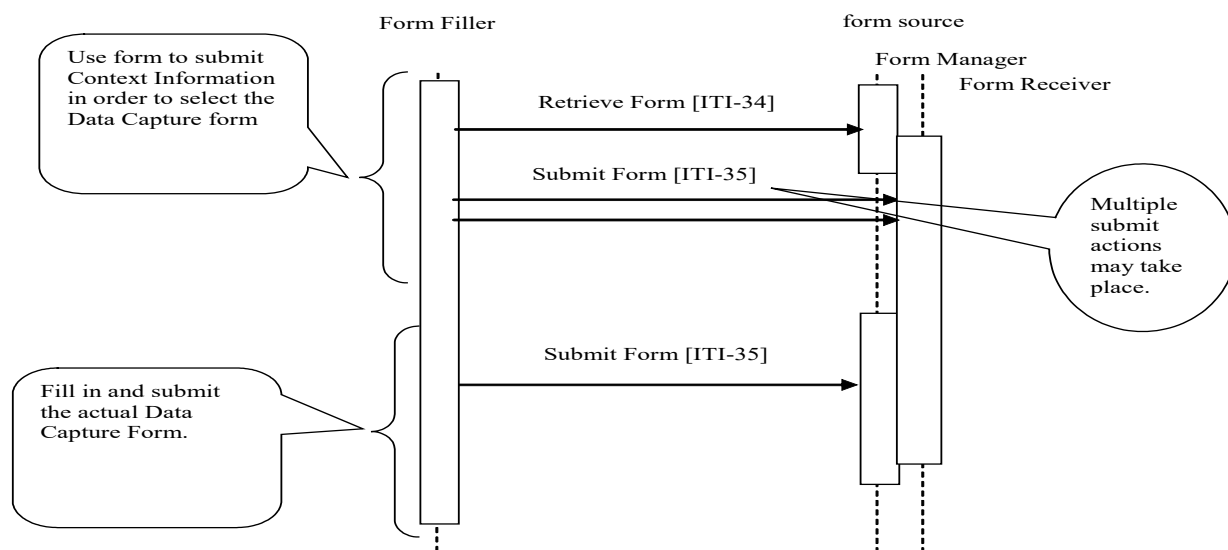 Form Filler
form source
Form Manager
Form Receiver
Use form to submit
Context Information
in order to select the
Data Capture form
Retrieve Form [ITI-34]
Submit Form [ITI-35]
Multiple
submit
actions
may take
place.
Submit Form [ITI-35]
Fill in and submit
the actual Data
Capture Form.